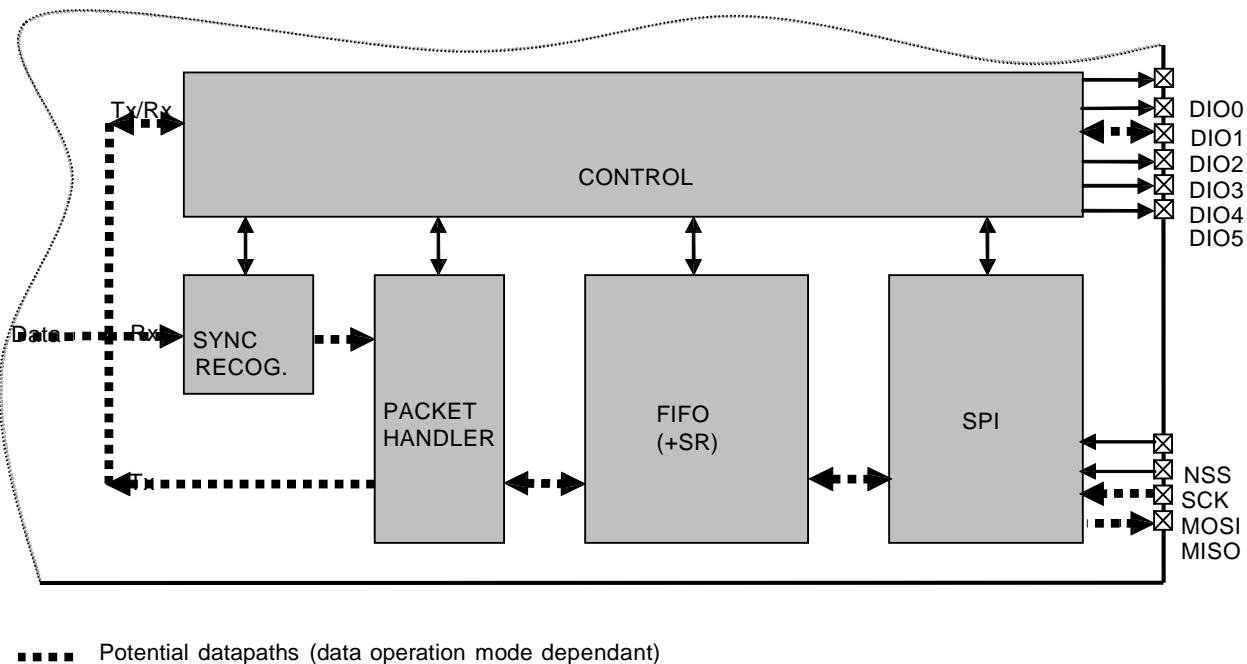 Tx/Rx
DIO0
DIO1
DIO2
DIO3
DIO4
DIO5
CONTROL
Data
Rx
SYNC
RECOG.
PACKET
HANDLER
FIFO
(+SR)
SPI
Tx
NSS
SCK
MOSI
MISO
Potential datapaths (data operation mode dependant)